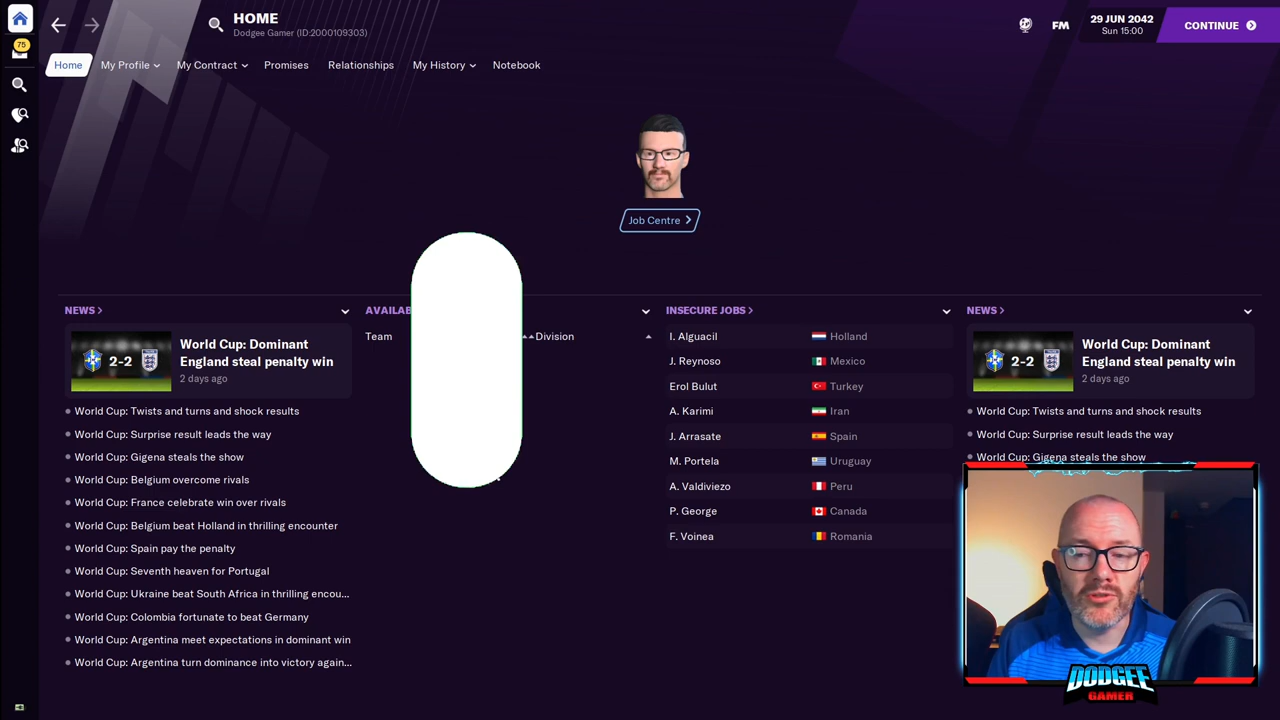 HOME
Dodgee Gamer (ID:2000109303)
FM
29 JUN 2042
Sun 15:00
CONTINUE
75
Home
My Profile
My Contract
Promises
Relationships
My History
Notebook
Job Centre
NEWS
World Cup: Dominant
England steal penalty win
2 days ago
2-2
World Cup: Twists and turns and shock results
World Cup: Surprise result leads the way
World Cup: Gigena steals the show
World Cup: Belgium overcome rivals
World Cup: France celebrate win over rivals
World Cup: Belgium beat Holland in thrilling encounter
World Cup: Spain pay the penalty
World Cup: Seventh heaven for Portugal
World Cup: Ukraine beat South Africa in thrilling encou...
World Cup: Colombia fortunate to beat Germany
World Cup: Argentina meet expectations in dominant win
World Cup: Argentina turn dominance into victory again...
Team
Division
INSECURE JOBS
I. Alguacil Holland
J. Reynoso Mexico
Erol Bulut Turkey
A. Karimi Iran
J. Arrasate Spain
M. Portela Uruguay
A. Valdiviezo Peru
P. George Canada
F. Voinea Romania
NEWS
World Cup: Dominant
England steal penalty win
2 days ago
2-2
World Cup: Twists and turns and shock results
World Cup: Surprise result leads the way
World Cup: Gigena steals the show
DODGEE
GAMER